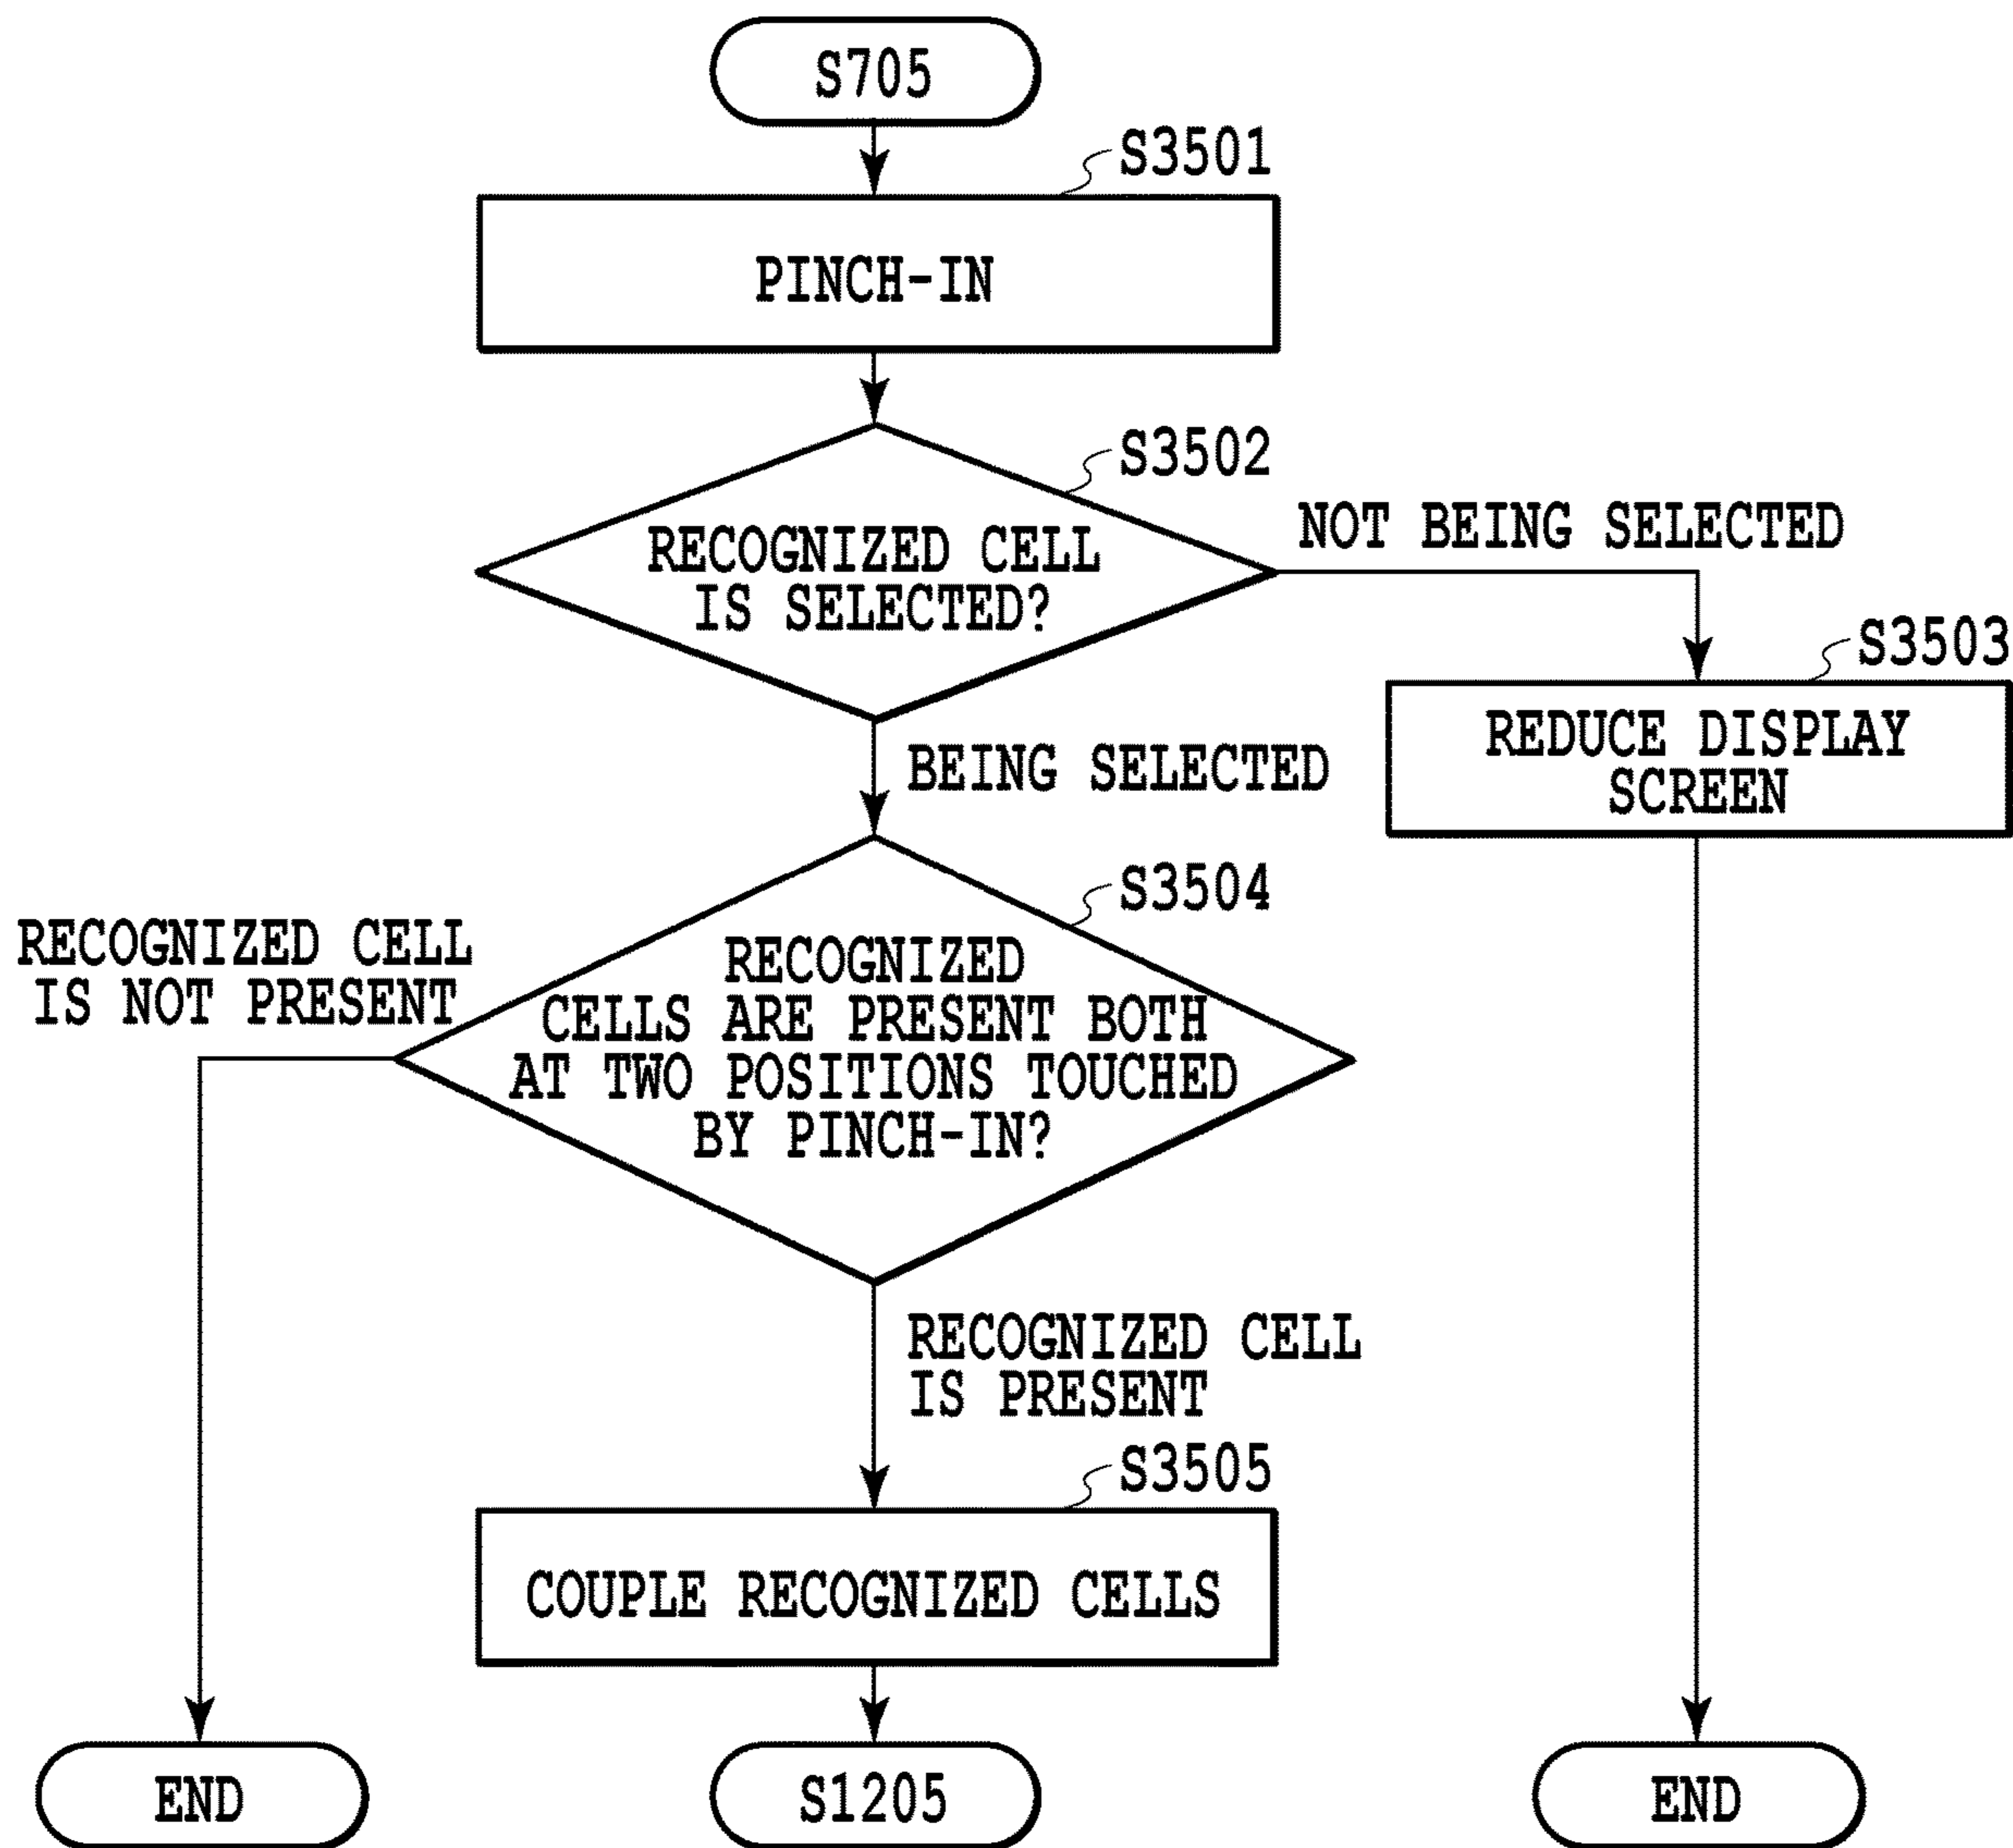 S705
S3501
PINCH-IN
S3502
RECOGNIZED CELL
IS SELECTED?
NOT BEING SELECTED
S3503
REDUCE DISPLAY
SCREEN
BEING SELECTED
S3504
RECOGNIZED CELL
IS NOT PRESENT
RECOGNIZED
CELLS ARE PRESENT BOTH
AT TWO POSITIONS TOUCHED
BY PINCH-IN?
RECOGNIZED CELL
IS PRESENT
S3505
COUPLE RECOGNIZED CELLS
END
S1205
END